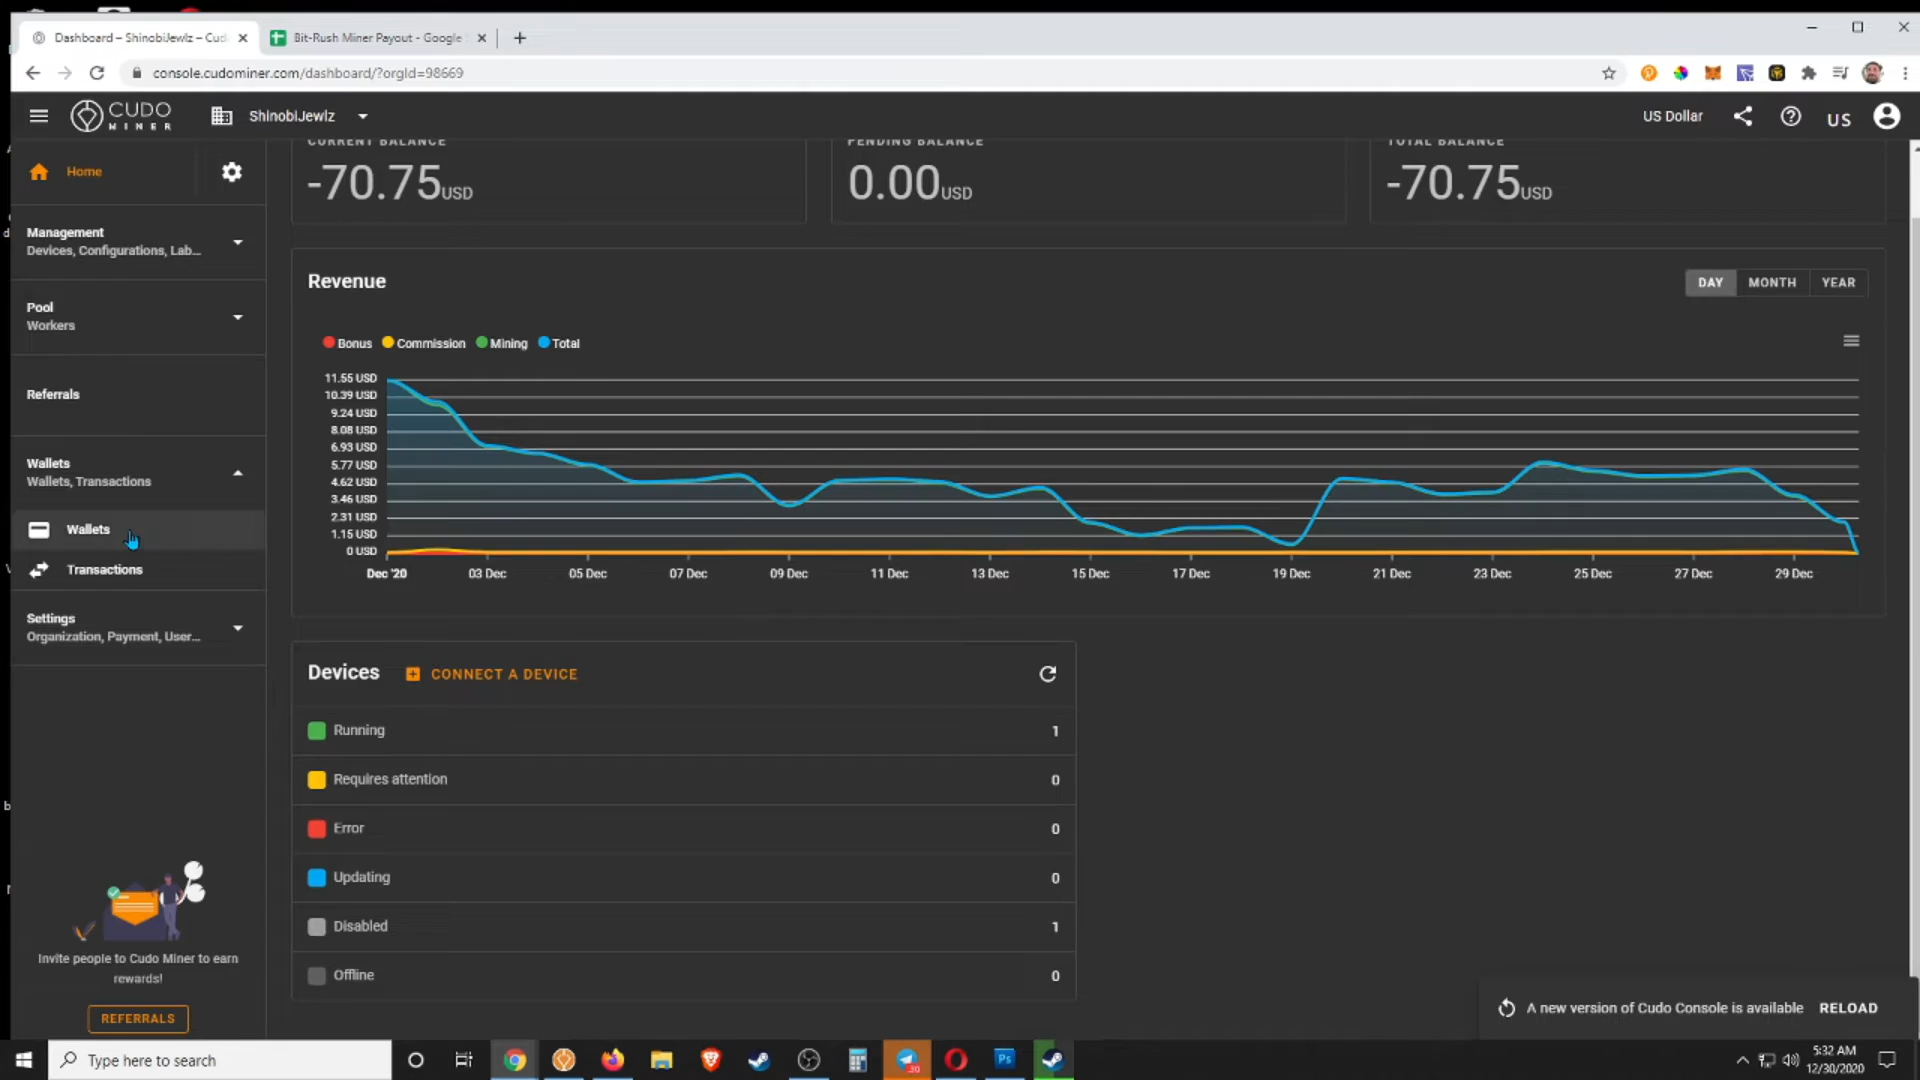 Dashboard – ShinobiJewlz – Cud
Bit-Rush Miner Payout - Google
console.cudominer.com/dashboard/?orgId=98669
CUDO
MINER
ShinobiJewlz
US Dollar
US
Home
CURRENT BALANCE
PENDING BALANCE
TOTAL BALANCE
-70.75USD
0.00USD
-70.75USD
Management
Devices, Configurations, Lab...
Pool
Workers
Referrals
Wallets
Wallets, Transactions
Wallets
Transactions
Settings
Organization, Payment, User...
Revenue
DAY
MONTH
YEAR
Bonus
Commission
Mining
Total
11.55 USD
10.39 USD
9.24 USD
8.08 USD
6.93 USD
5.77 USD
4.62 USD
3.46 USD
2.31 USD
1.15 USD
0 USD
Dec '20
03 Dec
05 Dec
07 Dec
09 Dec
11 Dec
13 Dec
15 Dec
17 Dec
19 Dec
21 Dec
23 Dec
25 Dec
27 Dec
29 Dec
Devices
CONNECT A DEVICE
Running 1
Requires attention 0
Error 0
Updating 0
Disabled 1
Offline 0
Invite people to Cudo Miner to earn
rewards!
REFERRALS
A new version of Cudo Console is available
RELOAD
Type here to search
Ps
5:32 AM
12/30/2020